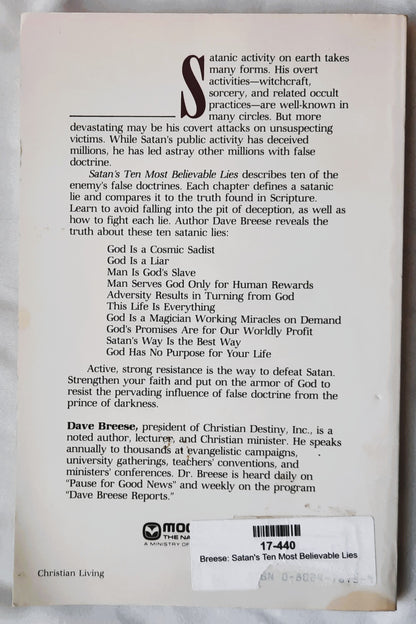 Satanic activity on earth takes
many forms. His overt
activities—witchcraft,
sorcery, and related occult
practices—are well-known in
many circles. But more
devastating may be his covert attacks on unsuspecting
victims. While Satan's public activity has deceived
millions, he has led astray other millions with false
doctrine.
Satan's Ten Most Believable Lies describes ten of the
enemy's false doctrines. Each chapter defines a satanic
lie and compares it to the truth found in Scripture.
Learn to avoid falling into the pit of deception, as well as
how to fight each lie. Author Dave Breese reveals the
truth about these ten satanic lies:
God Is a Cosmic Sadist
God Is a Liar
Man Is God's Slave
Man Serves God Only for Human Rewards
Adversity Results in Turning from God
This Life Is Everything
God Is a Magician Working Miracles on Demand
God's Promises Are for Our Worldly Profit
Satan's Way Is the Best Way
God Has No Purpose for Your Life
Active, strong resistance is the way to defeat Satan.
Strengthen your faith and put on the armor of God to
resist the pervading influence of false doctrine from the
prince of darkness.
Dave Breese, president of Christian Destiny, Inc., is a
noted author, lecturer, and Christian minister. He speaks
annually to thousands at evangelistic campaigns,
university gatherings, teachers' conventions, and
ministers' conferences. Dr. Breese is heard daily on
"Pause for Good News" and weekly on the program
"Dave Breese Reports."
MOO
THE NA
A MINISTRY OF
17-440
Breese: Satan's Ten Most Believable Lies
Christian Living